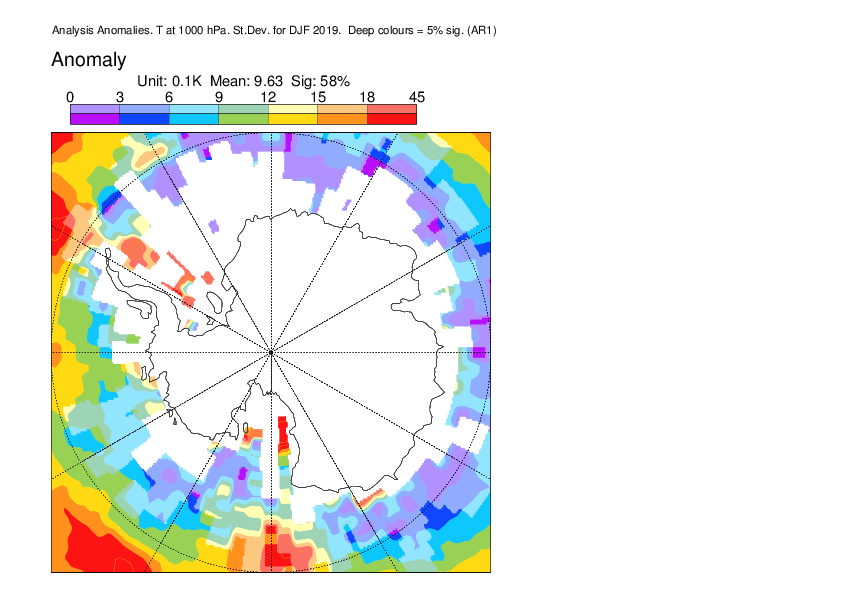 Analysis Anomalies. T at 1000 hPa. St.Dev. for DJF 2019.  Deep colours = 5% sig. (AR1)
Anomaly
Unit: 0.1K  Mean: 9.63  Sig: 58%
0 3 6 9 12 15 18 45